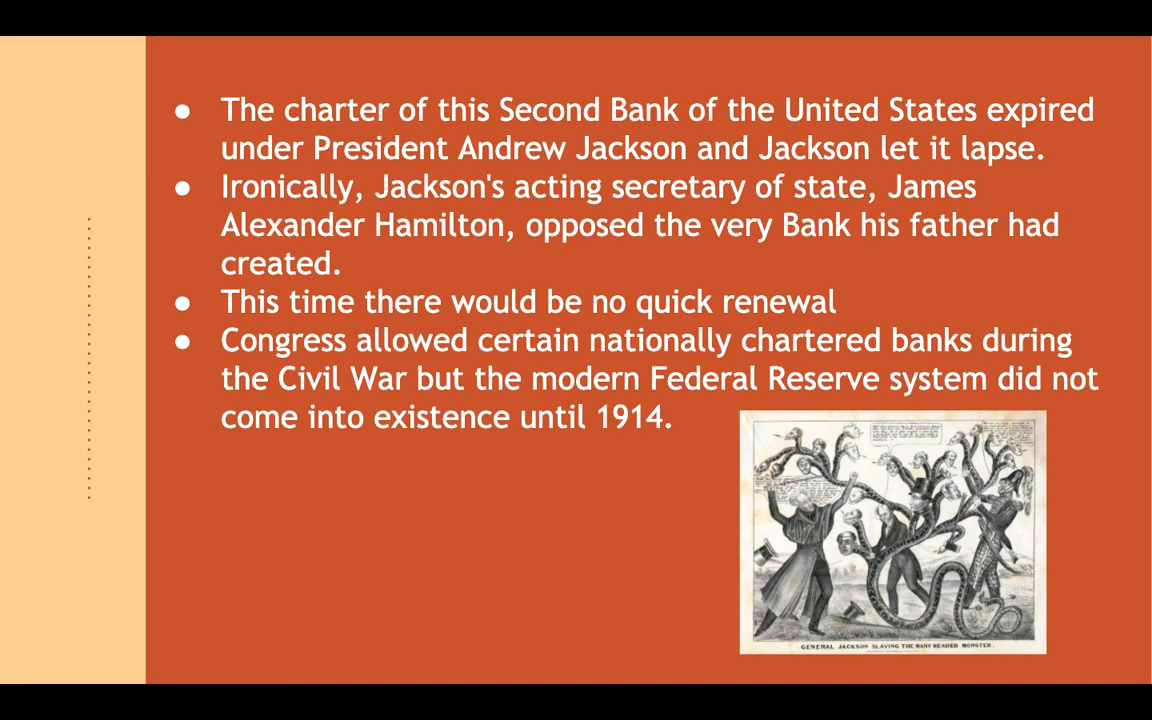 ● The charter of this Second Bank of the United States expired
under President Andrew Jackson and Jackson let it lapse.
● Ironically, Jackson's acting secretary of state, James
Alexander Hamilton, opposed the very Bank his father had
created.
● This time there would be no quick renewal
● Congress allowed certain nationally chartered banks during
the Civil War but the modern Federal Reserve system did not
come into existence until 1914.
GENERAL JACKSON SLAYING THE MANY HEADED MONSTER.